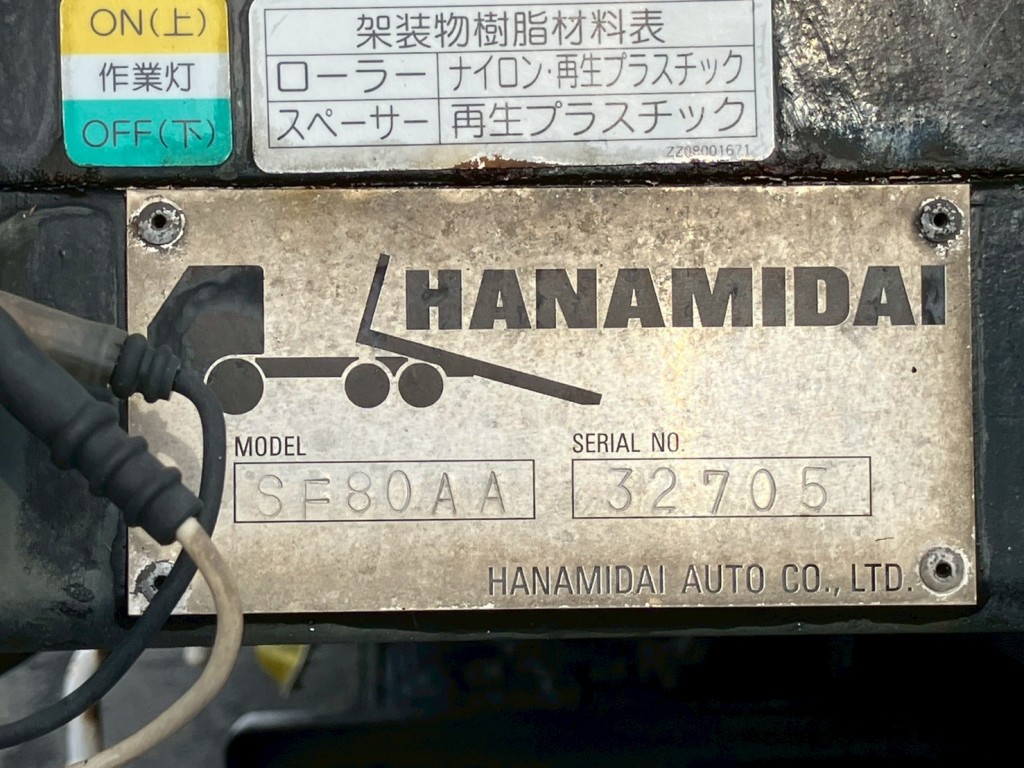 ON(上)
作業灯
OFF(下)
架装物樹脂材料表
ローラー ナイロン・再生プラスチック
スペーサー 再生プラスチック
ZZ08001671
HANAMIDAI
MODEL SERIAL NO.
SF80AA 32705
HANAMIDAI AUTO CO., LTD.